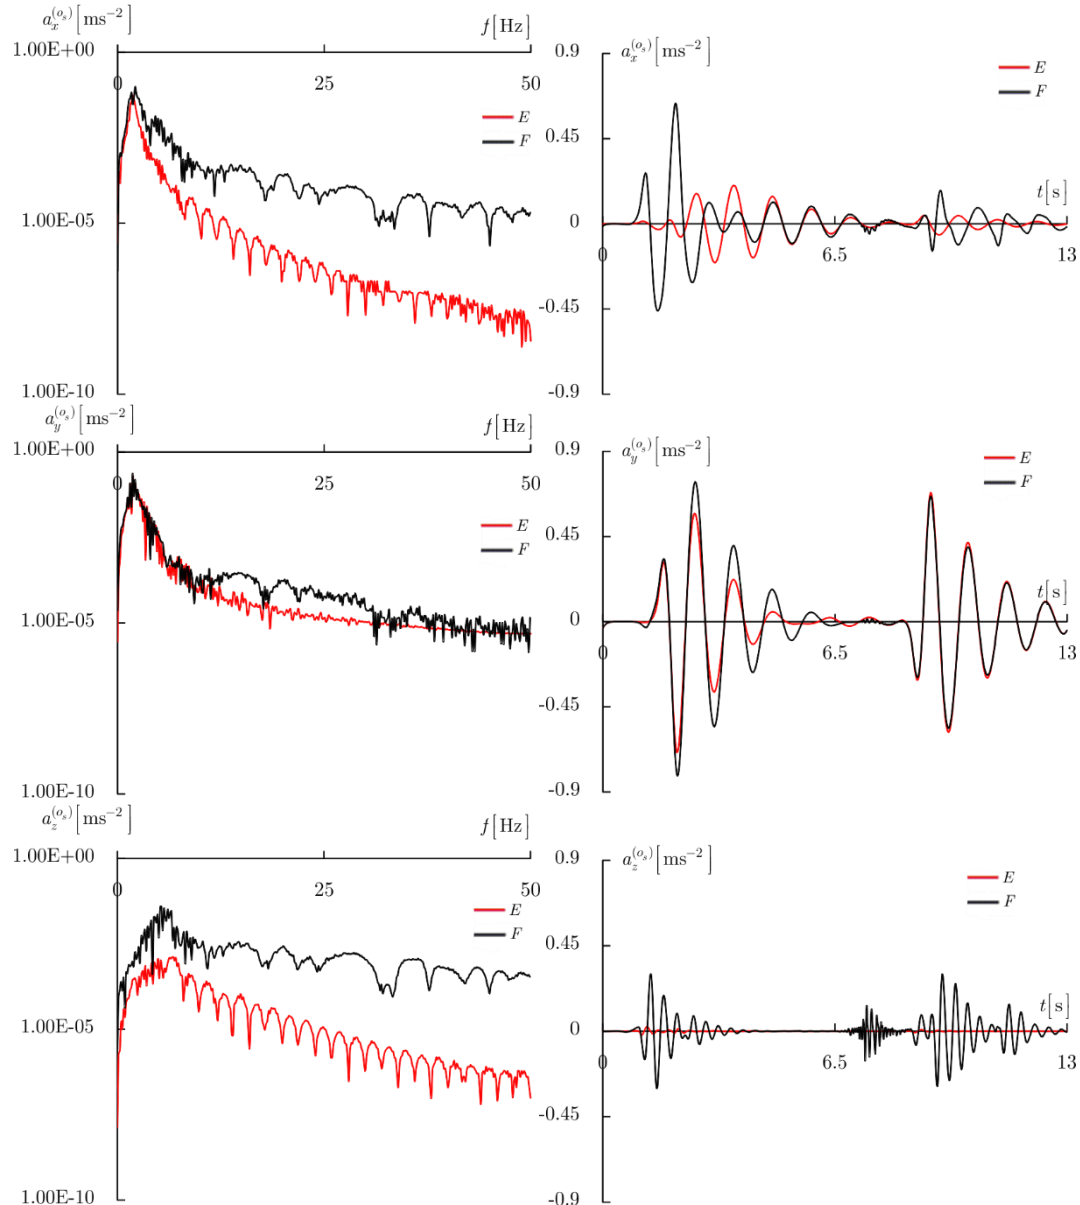 a_x^{(o_s)} [ms⁻²] f[Hz]
1.00E+00
0 25 50
E
F
1.00E-05
1.00E-10
0.9 a_x^{(o_s)} [ms⁻²]
E
F
0.45
t[s]
0
0 6.5 13
-0.45
-0.9
a_y^{(o_s)} [ms⁻²] f[Hz]
1.00E+00
0 25 50
E
F
1.00E-05
1.00E-10
0.9 a_y^{(o_s)} [ms⁻²]
E
F
0.45
t[s]
0
0 6.5 13
-0.45
-0.9
a_z^{(o_s)} [ms⁻²] f[Hz]
1.00E+00
0 25 50
E
F
1.00E-05
1.00E-10
0.9 a_z^{(o_s)} [ms⁻²]
E
F
0.45
t[s]
0
0 6.5 13
-0.45
-0.9